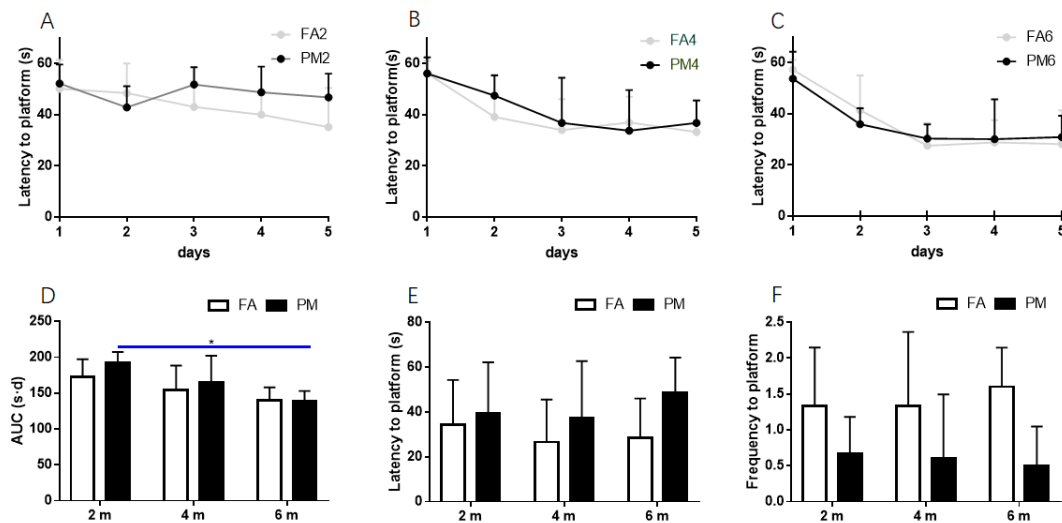 A
FA2
PM2
Latency to platform(s)
60
40
20
0
1 2 3 4 5
days
B
FA4
PM4
Latency to platform(s)
60
40
20
0
1 2 3 4 5
days
C
FA6
PM6
Latency to platform(s)
60
40
20
0
1 2 3 4 5
days
D
FA PM
AUC (s·d)
250
200
150
100
50
0
*
2 m 4 m 6 m
E
FA PM
Latency to platform (s)
80
60
40
20
0
2 m 4 m 6 m
F
FA PM
Frequency to platform
2.5
2.0
1.5
1.0
0.5
0.0
2 m 4 m 6 m